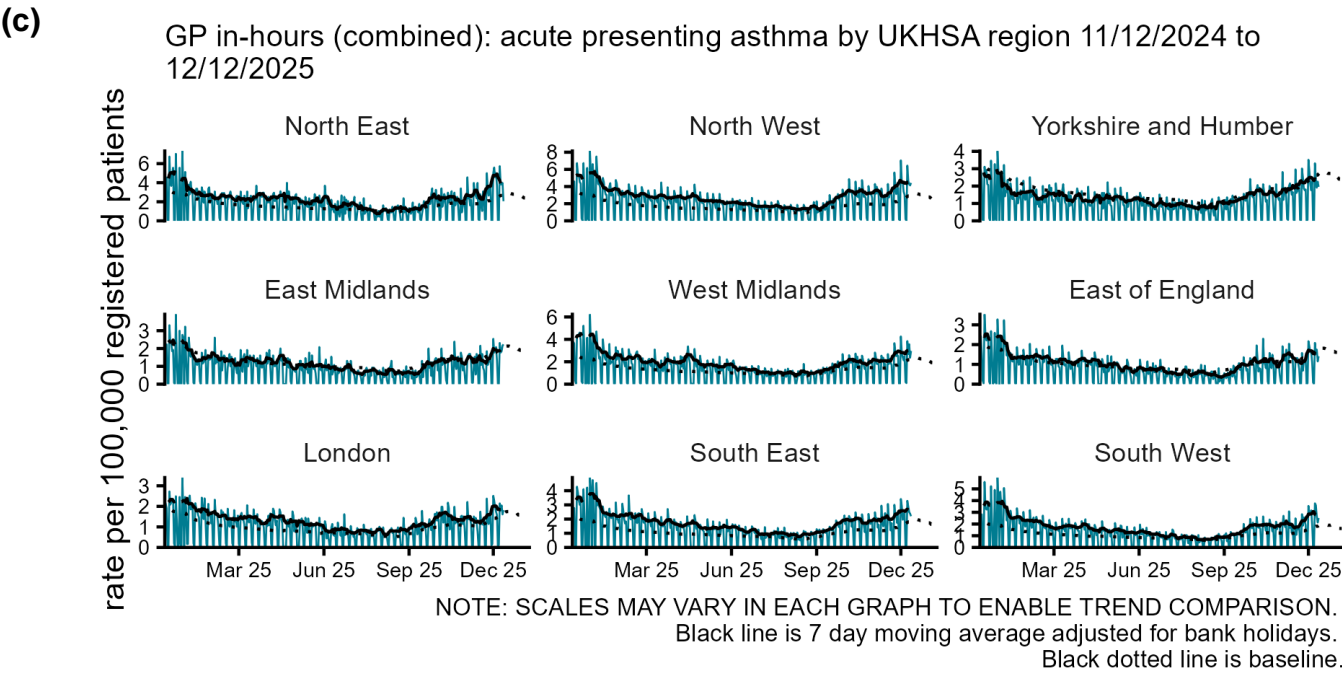 (c)
GP in-hours (combined): acute presenting asthma by UKHSA region 11/12/2024 to
12/12/2025
rate per 100,000 registered patients
North East
6
4
2
0
North West
8
6
4
2
0
Yorkshire and Humber
4
3
2
1
0
East Midlands
3
2
1
0
West Midlands
6
4
2
0
East of England
3
2
1
0
London
3
2
1
0
Mar 25 Jun 25 Sep 25 Dec 25
South East
4
3
2
1
0
Mar 25 Jun 25 Sep 25 Dec 25
South West
5
4
3
2
1
0
Mar 25 Jun 25 Sep 25 Dec 25
NOTE: SCALES MAY VARY IN EACH GRAPH TO ENABLE TREND COMPARISON.
Black line is 7 day moving average adjusted for bank holidays.
Black dotted line is baseline.